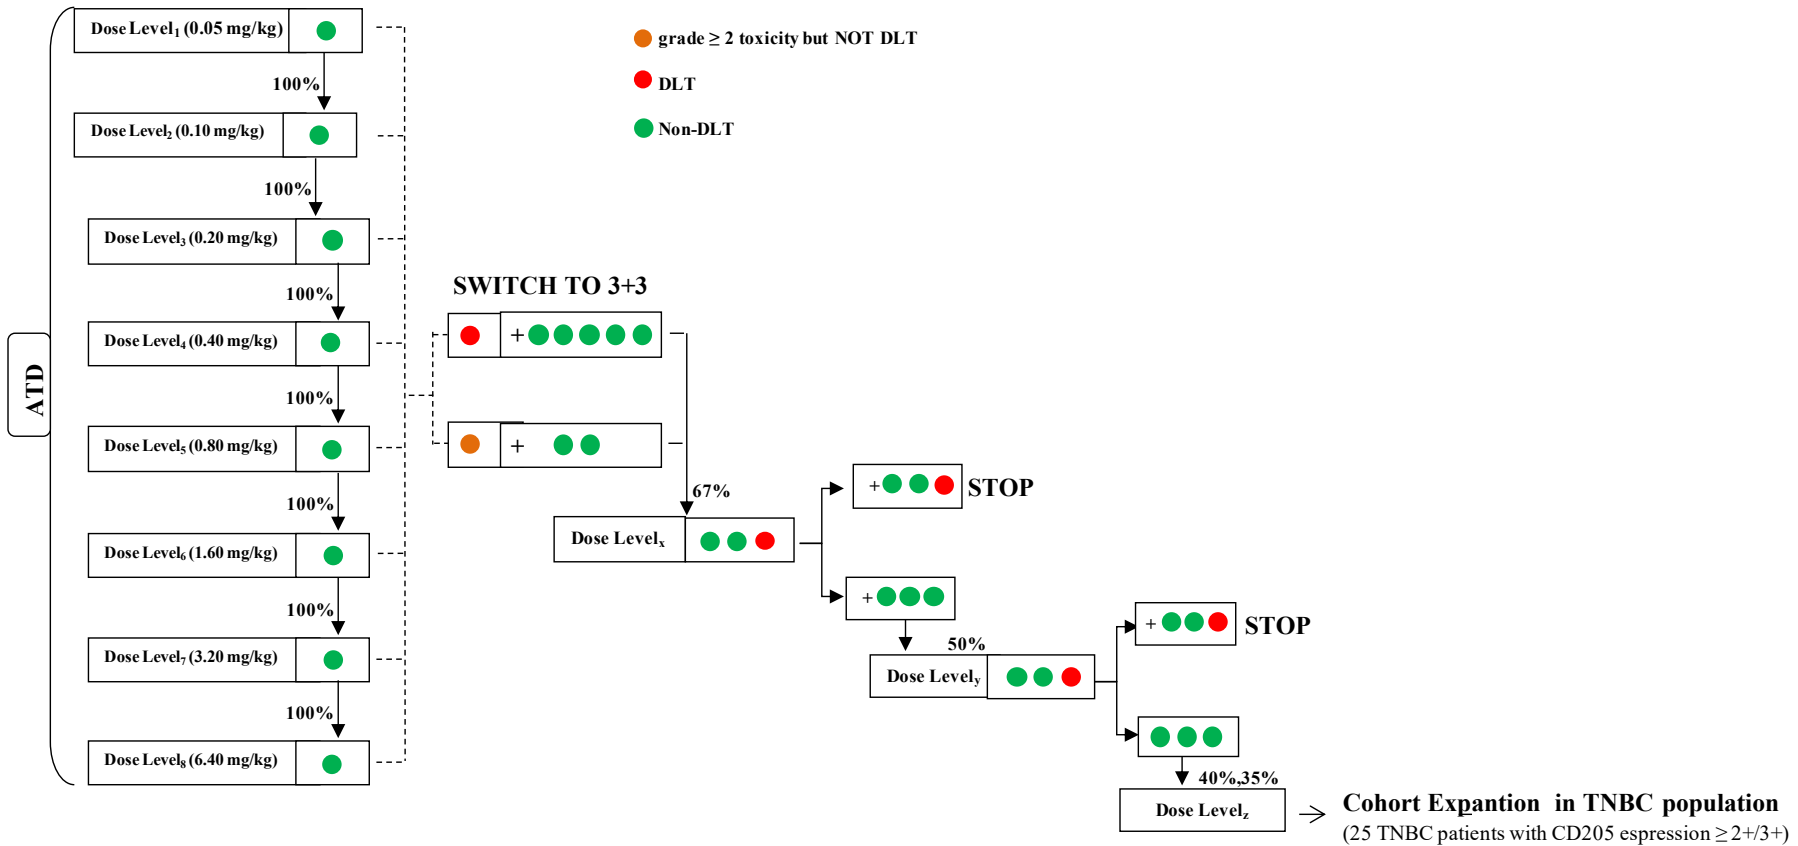 Dose Level1 (0.05 mg/kg)
100%
Dose Level2 (0.10 mg/kg)
100%
Dose Level3 (0.20 mg/kg)
100%
Dose Level4 (0.40 mg/kg)
100%
Dose Level5 (0.80 mg/kg)
100%
Dose Level6 (1.60 mg/kg)
100%
Dose Level7 (3.20 mg/kg)
100%
Dose Level8 (6.40 mg/kg)
ATD
grade ≥ 2 toxicity but NOT DLT
DLT
Non-DLT
SWITCH TO 3+3
+
+
67%
Dose Levelx
+
STOP
+
50%
Dose Levely
+
STOP
40%,35%
Dose Levelz
Cohort Expantion in TNBC population
(25 TNBC patients with CD205 espression ≥ 2+/3+)